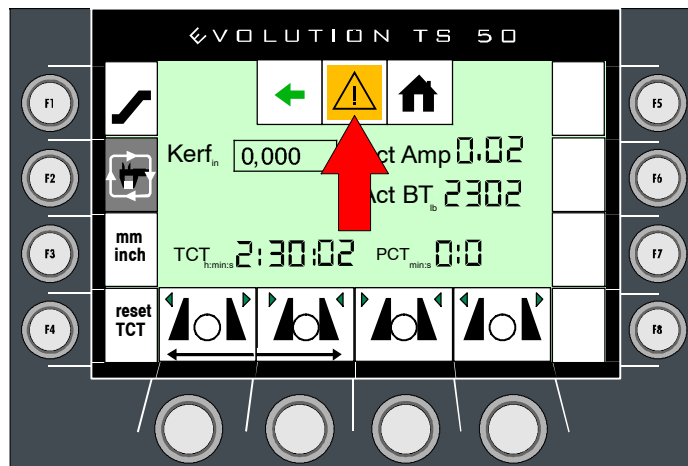 EVOLUTION TS 50
F1
F5
Kerf in 0,000
ct Amp 0.02
F2
F6
Act BT lb 2302
mm
inch
F3
F7
TCT h:min:s 2:30:02 PCT min:s 0:0
reset
TCT
F4
F8